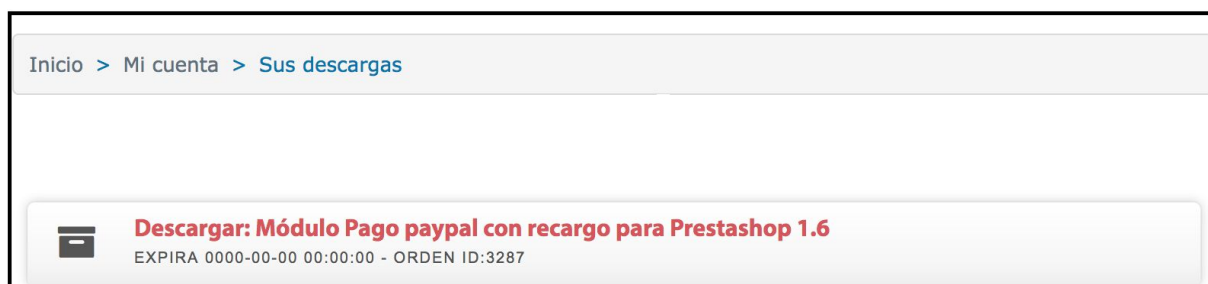 Inicio > Mi cuenta > Sus descargas
Descargar: Módulo Pago paypal con recargo para Prestashop 1.6
EXPIRA 0000-00-00 00:00:00 - ORDEN ID:3287